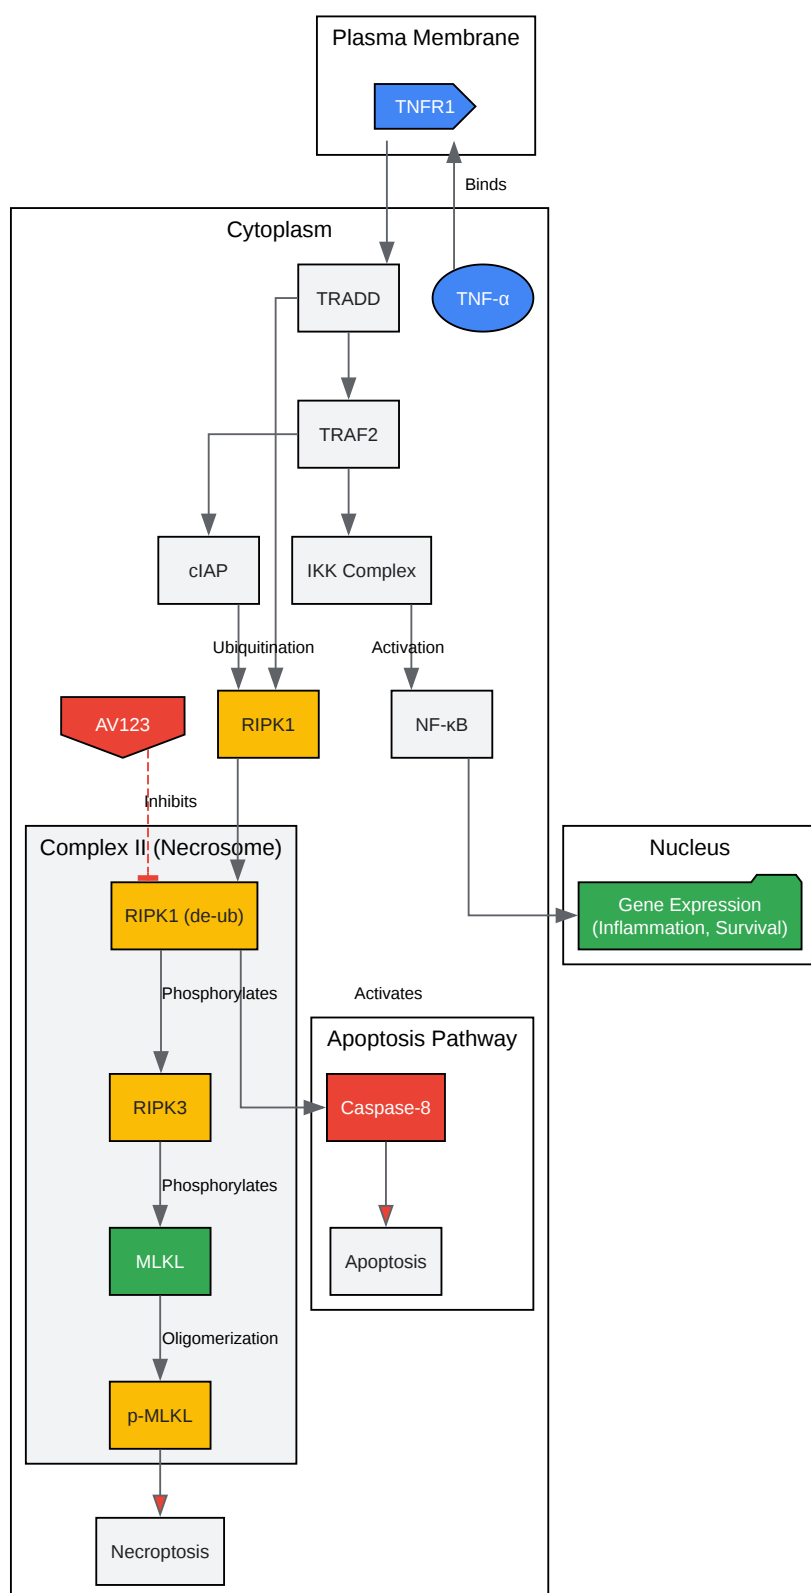 Plasma Membrane
TNFR1
Binds
Cytoplasm
TRADD
TNF-α
TRAF2
cIAP
IKK Complex
Ubiquitination
Activation
AV123
RIPK1
NF-κB
Inhibits
Complex II (Necrosome)
Nucleus
RIPK1 (de-ub)
Gene Expression
(Inflammation, Survival)
Phosphorylates
Activates
Apoptosis Pathway
RIPK3
Caspase-8
Phosphorylates
MLKL
Apoptosis
Oligomerization
p-MLKL
Necroptosis